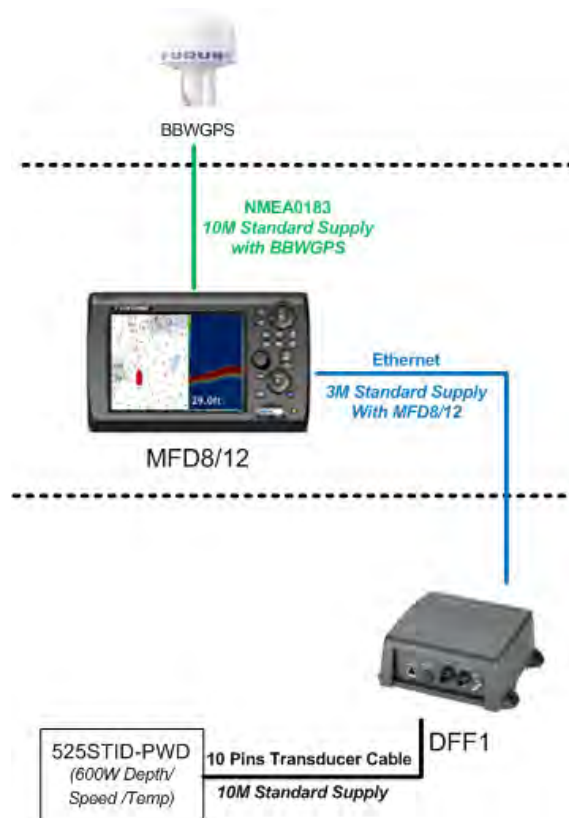 FURUNO
BBWGPS
NMEA0183
10M Standard Supply
with BBWGPS
29.0ft
Ethernet
3M Standard Supply
With MFD8/12
MFD8/12
DFF1
525STID-PWD
(600W Depth/
Speed /Temp)
10 Pins Transducer Cable
10M Standard Supply